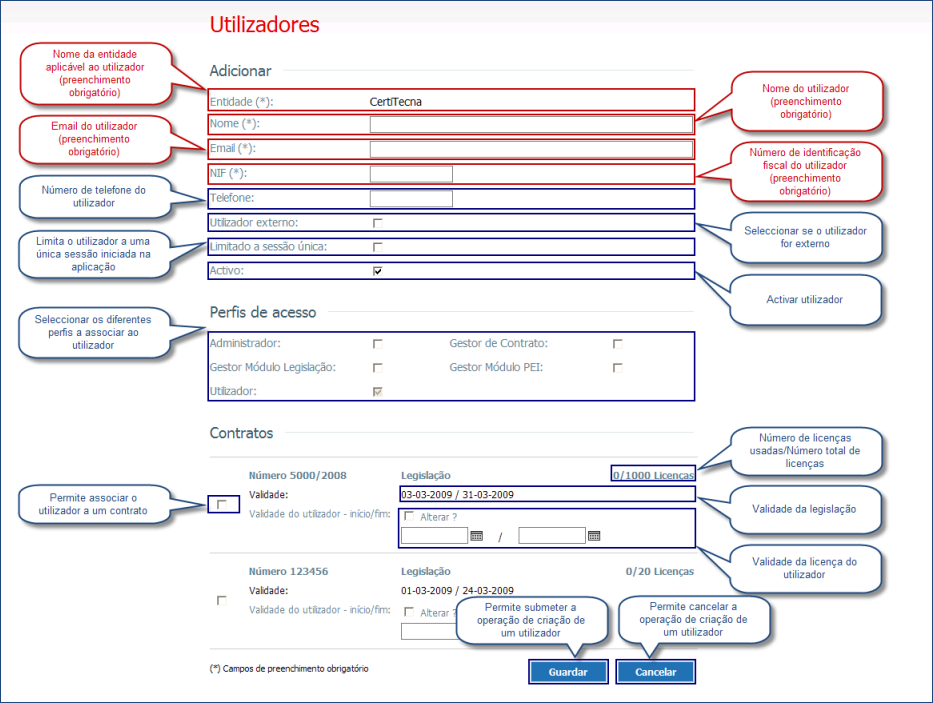 Utilizadores
Nome da entidade
aplicável ao utilizador
(preenchimento
obrigatório)
Adicionar
Entidade (*):
CertiTecna
Nome do utilizador
(preenchimento
obrigatório)
Nome (*):
Email do utilizador
(preenchimento
obrigatório)
Email (*):
Número de identificação
fiscal do utilizador
(preenchimento
obrigatório)
NIF (*):
Número de telefone do
utilizador
Telefone:
Utilizador externo:
Seleccionar se o utilizador
for externo
Limita o utilizador a uma
única sessão iniciada na
aplicação
Limitado a sessão única:
Activo:
Activar utilizador
Perfis de acesso
Seleccionar os diferentes
perfis a associar ao
utilizador
Administrador:
Gestor de Contrato:
Gestor Módulo Legislação:
Gestor Módulo PEI:
Utilizador:
Contratos
Número de licenças
usadas/Número total de
licenças
Número 5000/2008
Legislação
0/1000 Licenças
Permite associar o
utilizador a um contrato
Validade:
03-03-2009 / 31-03-2009
Validade da legislação
Validade do utilizador - início/fim:
Alterar ?
/
Validade da licença do
utilizador
Número 123456
Legislação
0/20 Licenças
Validade:
01-03-2009 / 24-03-2009
Validade do utilizador - início/fim:
Alterar ?
Permite submeter a
operação de criação de
um utilizador
Permite cancelar a
operação de criação de
um utilizador
(*) Campos de preenchimento obrigatório
Guardar
Cancelar